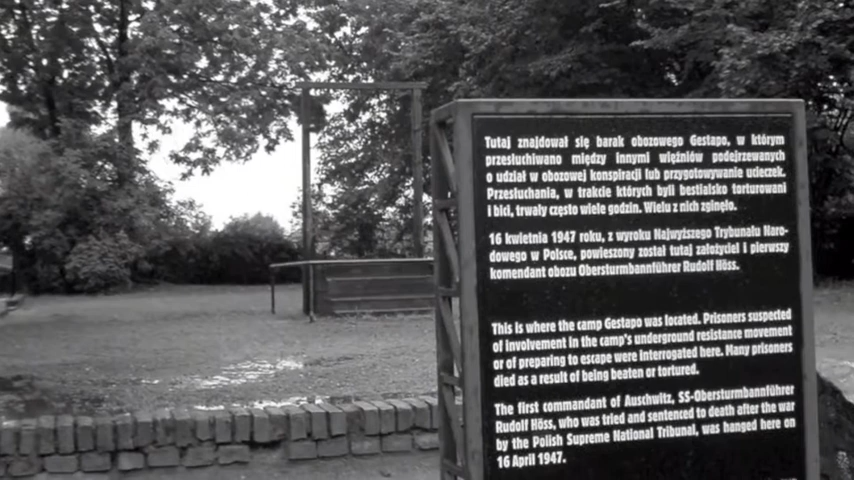 Tutaj znajdował się barak obozowego Gestapo, w którym
przesłuchiwano między innymi więźniów podejrzewanych
o udział w obozowej konspiracji lub przygotowywanie ucieczek.
Przesłuchania, w trakcie których byli bestialsko torturowani
i bici, trwały często wiele godzin. Wielu z nich zginęło.
16 kwietnia 1947 roku, z wyroku Najwyższego Trybunału Naro-
dowego w Polsce, powieszony został tutaj założyciel i pierwszy
komendant obozu Obersturmbannführer Rudolf Höss.
This is where the camp Gestapo was located. Prisoners suspected
of involvement in the camp's underground resistance movement
or of preparing to escape were interrogated here. Many prisoners
died as a result of being beaten or tortured.
The first commandant of Auschwitz, SS-Obersturmbannführer
Rudolf Höss, who was tried and sentenced to death after the war
by the Polish Supreme National Tribunal, was hanged here on
16 April 1947.